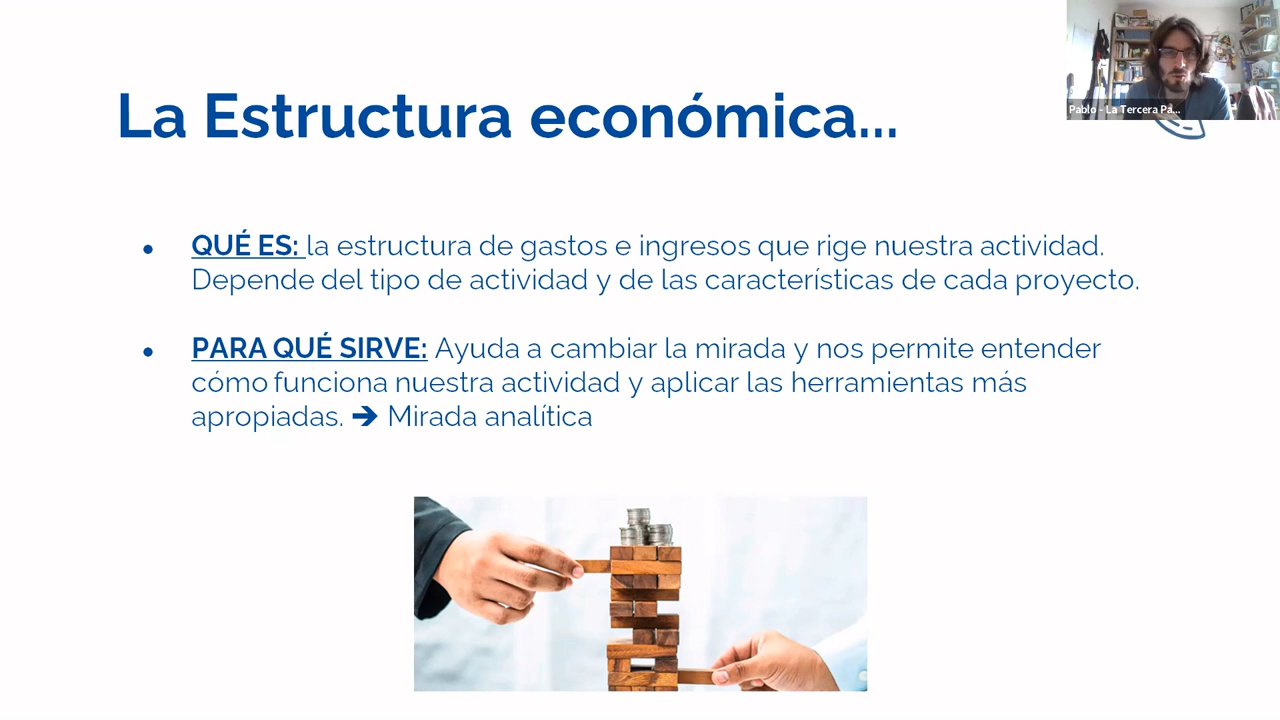 La Estructura económica...
● QUÉ ES: la estructura de gastos e ingresos que rige nuestra actividad.
Depende del tipo de actividad y de las características de cada proyecto.
● PARA QUÉ SIRVE: Ayuda a cambiar la mirada y nos permite entender
cómo funciona nuestra actividad y aplicar las herramientas más
apropiadas. ➔ Mirada analítica
Pablo - La Tercera Pa...